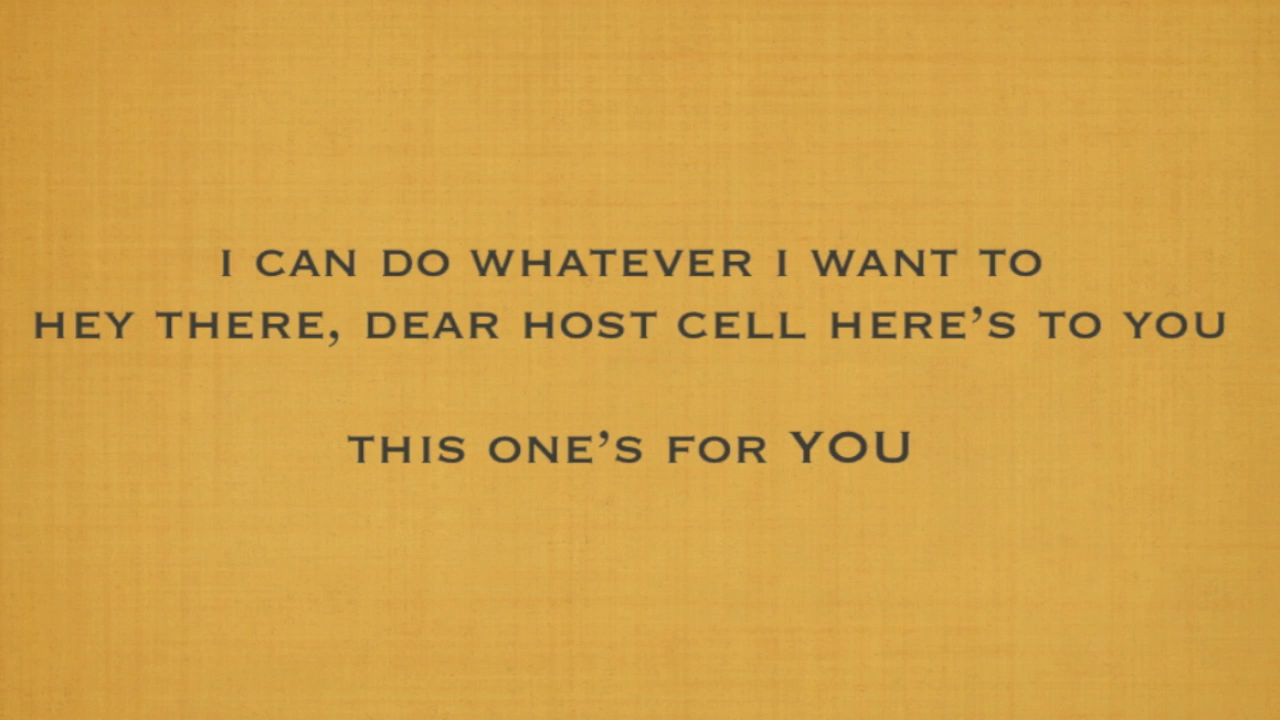 I CAN DO WHATEVER I WANT TO
HEY THERE, DEAR HOST CELL HERE’S TO YOU
THIS ONE’S FOR YOU